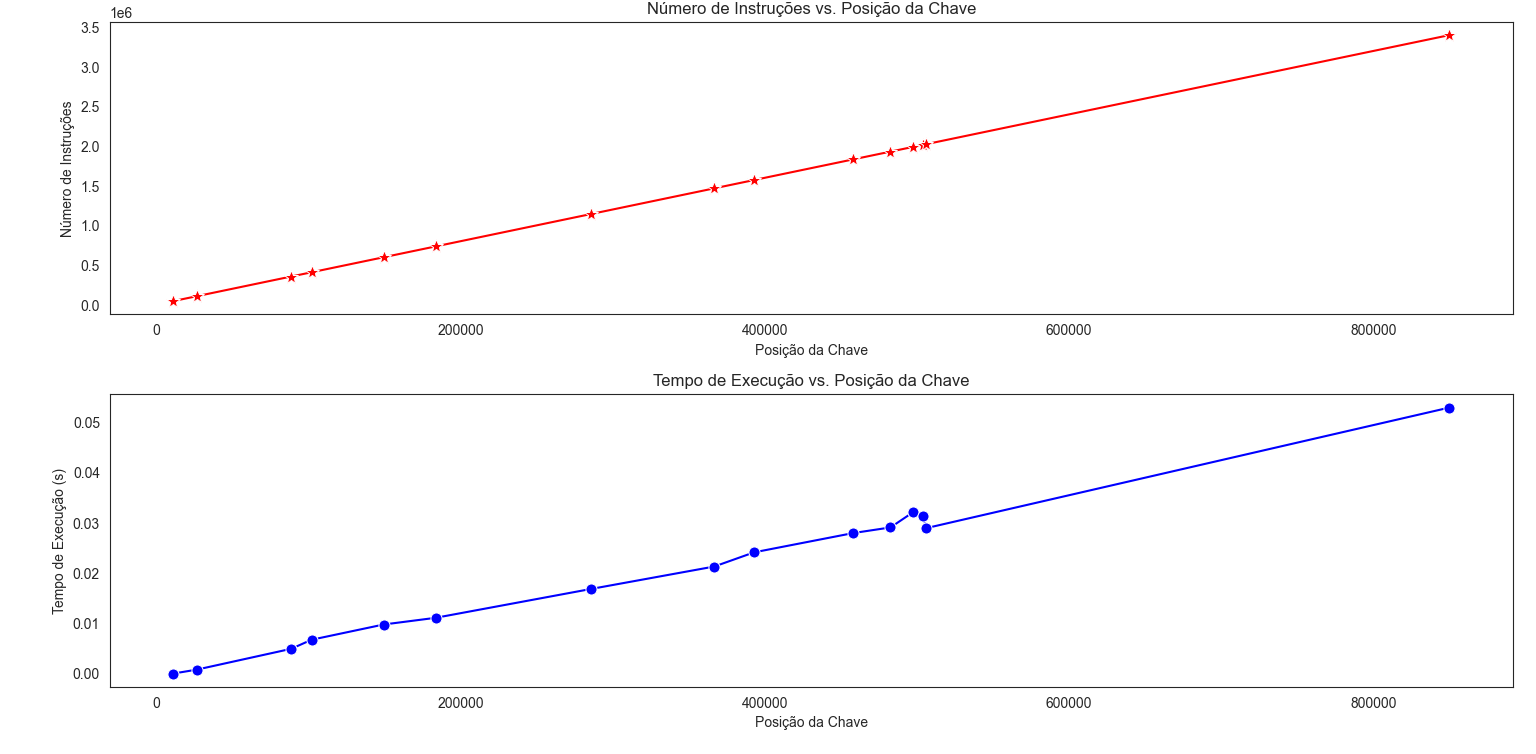 Número de Instruções vs. Posição da Chave
1e6
3.5
3.0
2.5
2.0
1.5
1.0
0.5
0.0
Número de Instruções
0 200000 400000 600000 800000
Posição da Chave
Tempo de Execução vs. Posição da Chave
0.05
0.04
0.03
0.02
0.01
0.00
Tempo de Execução (s)
0 200000 400000 600000 800000
Posição da Chave